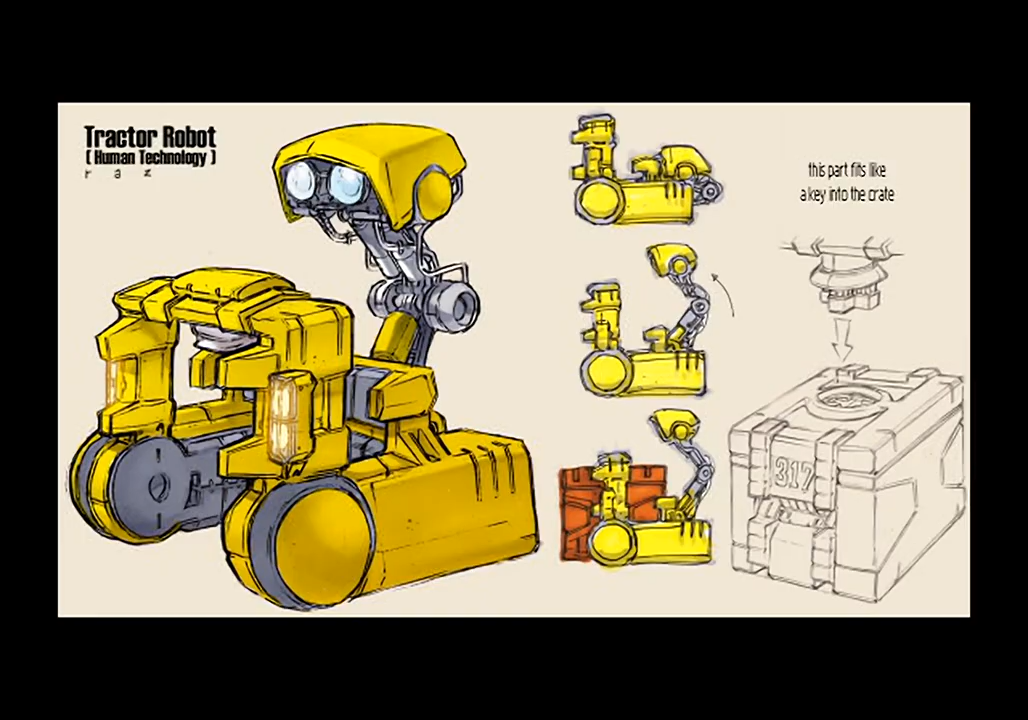 Tractor Robot
( Human Technology )
r a z
this part fits like
a key into the crate
317